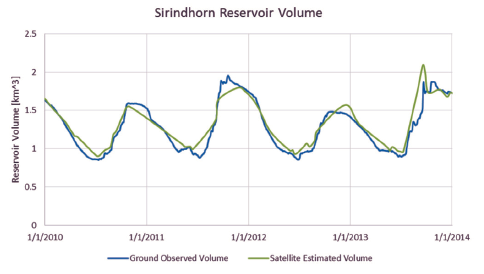 Sirindhorn Reservoir Volume
Reservoir Volume [km^3]
2.5
2
1.5
1
0.5
0
1/1/2010 1/1/2011 1/1/2012 1/1/2013 1/1/2014
Ground Observed Volume Satellite Estimated Volume